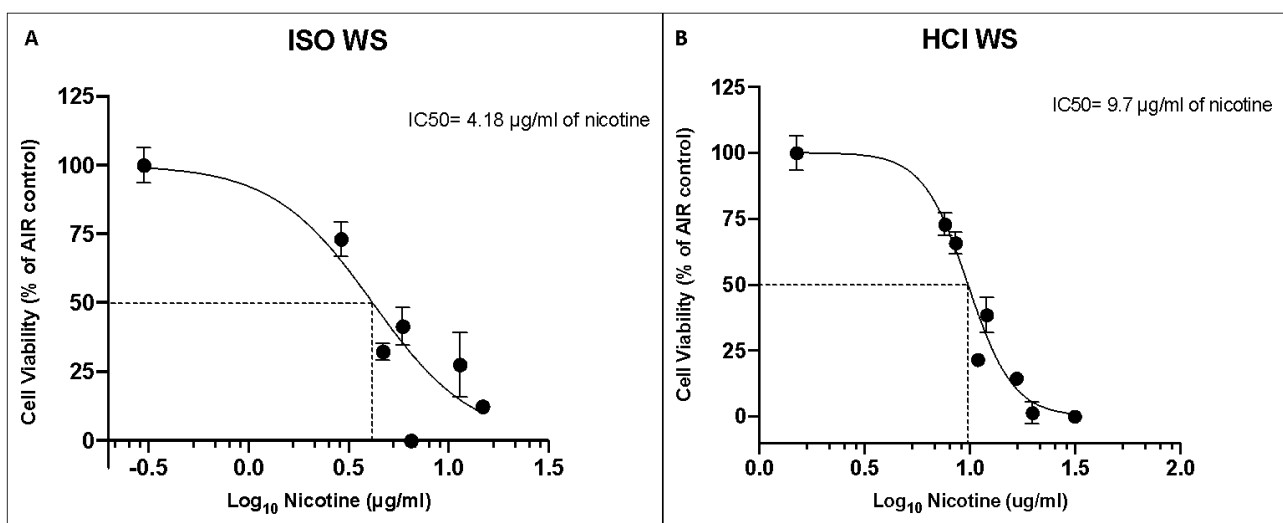 A
ISO WS
IC50= 4.18 µg/ml of nicotine
Cell Viability (% of AIR control)
125
100
75
50
25
0
-0.5 0.0 0.5 1.0 1.5
Log₁₀ Nicotine (µg/ml)
B
HCI WS
IC50= 9.7 µg/ml of nicotine
Cell Viability (% of AIR control)
125
100
75
50
25
0
0.0 0.5 1.0 1.5 2.0
Log₁₀ Nicotine (ug/ml)